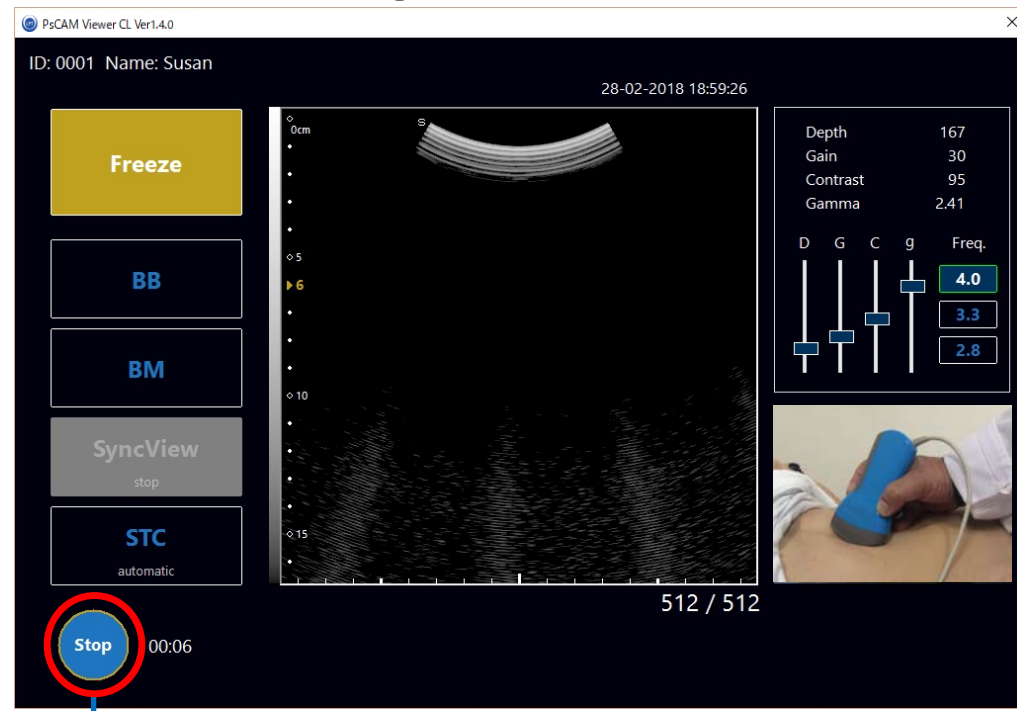 PsCAM Viewer CL Ver1.4.0
ID: 0001 Name: Susan
28-02-2018 18:59:26
Freeze
BB
BM
SyncView
stop
STC
automatic
Stop 00:06
0cm
S
5
6
10
15
512 / 512
Depth 167
Gain 30
Contrast 95
Gamma 2.41
D G C g Freq.
4.0
3.3
2.8